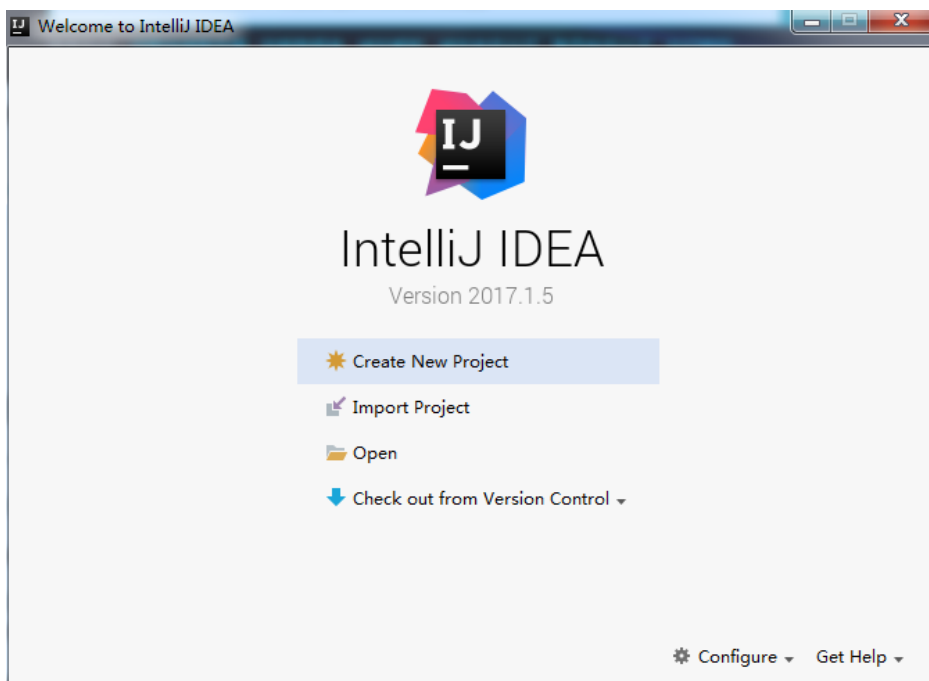 Welcome to IntelliJ IDEA
IJ
IntelliJ IDEA
Version 2017.1.5
Create New Project
Import Project
Open
Check out from Version Control
Configure
Get Help